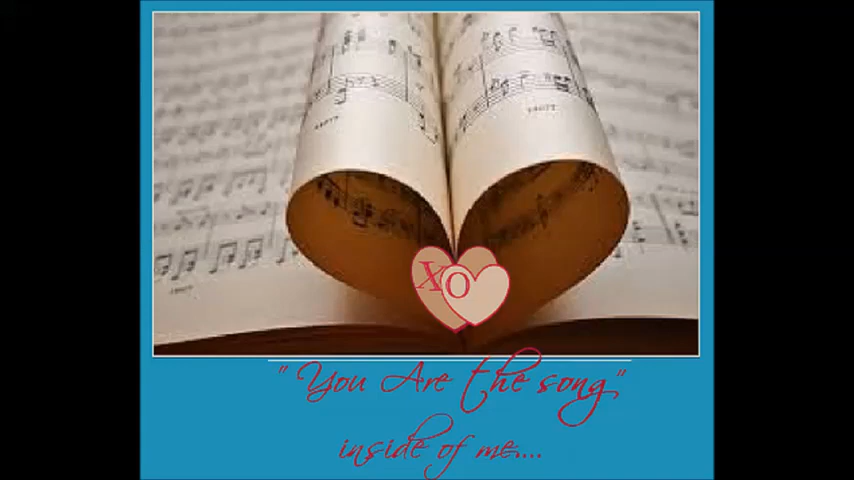 XO
" You Are the song"
inside of me....